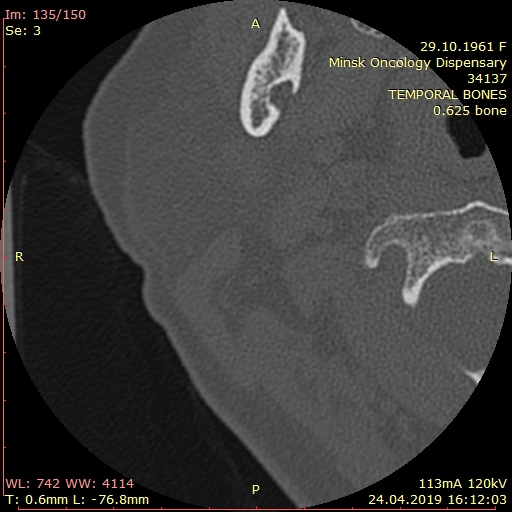 Im: 135/150
Se: 3
A
29.10.1961 F
Minsk Oncology Dispensary
34137
TEMPORAL BONES
0.625 bone
R
L
WL: 742 WW: 4114
T: 0.6mm L: -76.8mm
P
113mA 120kV
24.04.2019 16:12:03